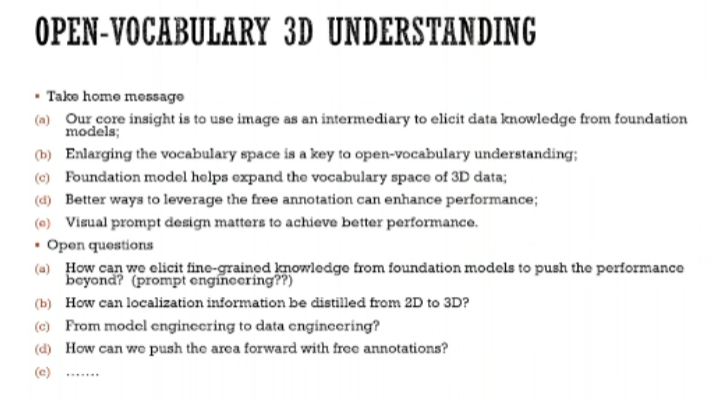 OPEN-VOCABULARY 3D UNDERSTANDING
▪ Take home message
(a) Our core insight is to use image as an intermediary to elicit data knowledge from foundation
models;
(b) Enlarging the vocabulary space is a key to open-vocabulary understanding;
(c) Foundation model helps expand the vocabulary space of 3D data;
(d) Better ways to leverage the free annotation can enhance performance;
(e) Visual prompt design matters to achieve better performance.
▪ Open questions
(a) How can we elicit fine-grained knowledge from foundation models to push the performance
beyond? (prompt engineering??)
(b) How can localization information be distilled from 2D to 3D?
(c) From model engineering to data engineering?
(d) How can we push the area forward with free annotations?
(e) .......